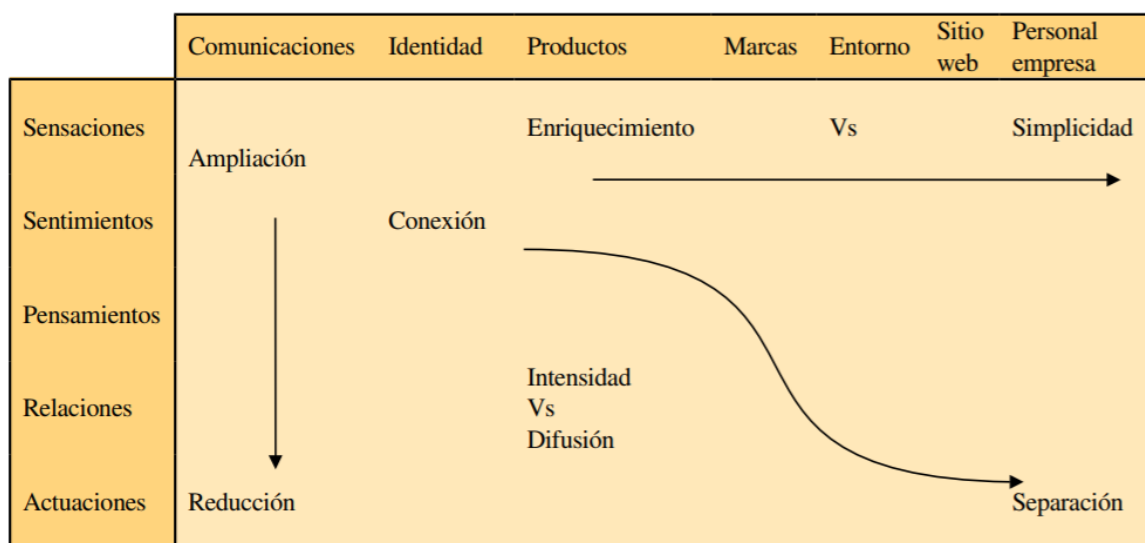 Comunicaciones Identidad Productos Marcas Entorno Sitio web Personal empresa
Sensaciones Enriquecimiento Vs Simplicidad
Ampliación
Sentimientos Conexión
Pensamientos
Intensidad
Relaciones Vs
Difusión
Actuaciones Reducción Separación